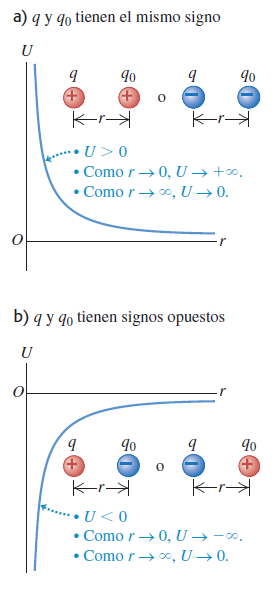 a) q y q₀ tienen el mismo signo
U
q q₀ q q₀
+ + o − −
r r
• U > 0
• Como r → 0, U → +∞.
• Como r → ∞, U → 0.
O r
b) q y q₀ tienen signos opuestos
U
O r
q q₀ q q₀
+ − o − +
r r
• U < 0
• Como r → 0, U → −∞.
• Como r → ∞, U → 0.